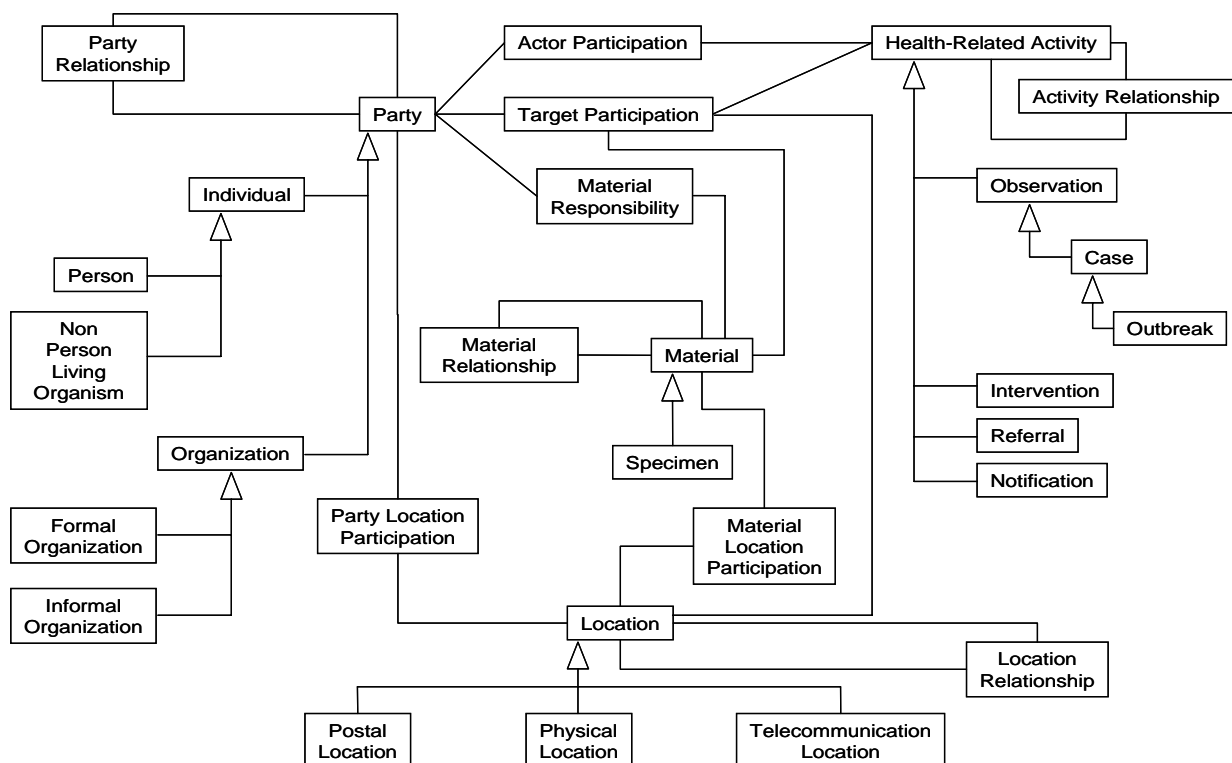 Party
Relationship
Actor Participation
Health-Related Activity
Activity Relationship
Party
Target Participation
Individual
Material
Responsibility
Observation
Person
Case
Non
Person
Living
Organism
Outbreak
Material
Relationship
Material
Intervention
Organization
Specimen
Referral
Notification
Formal
Organization
Party Location
Participation
Material
Location
Participation
Informal
Organization
Location
Location
Relationship
Postal
Location
Physical
Location
Telecommunication
Location